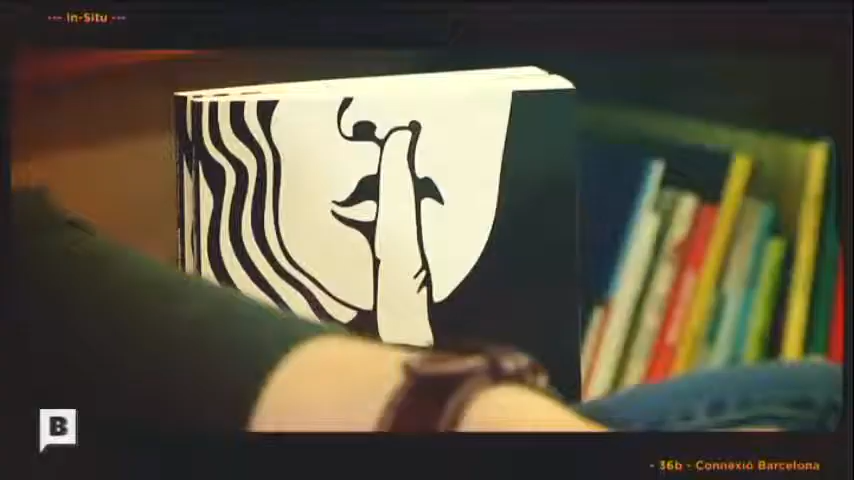 --- In-Situ ---
B
- 36b - Connexió Barcelona